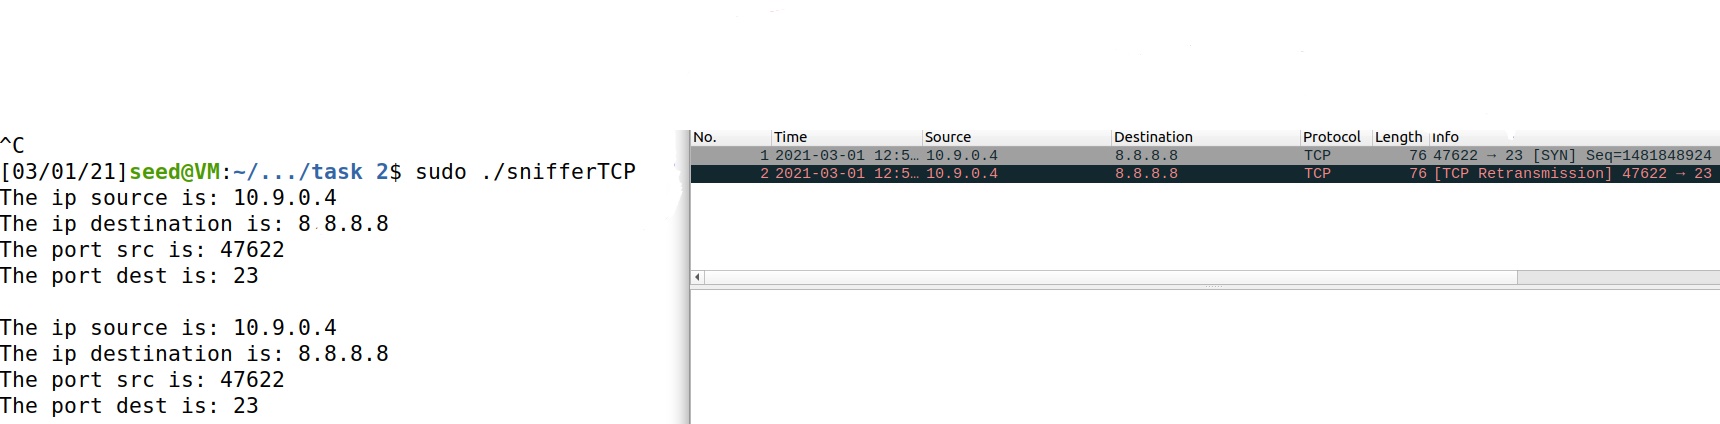 ^C
[03/01/21]seed@VM:~/.../task 2$ sudo ./snifferTCP
The ip source is: 10.9.0.4
The ip destination is: 8.8.8.8
The port src is: 47622
The port dest is: 23
The ip source is: 10.9.0.4
The ip destination is: 8.8.8.8
The port src is: 47622
The port dest is: 23
No. Time Source Destination Protocol Length Info
1 2021-03-01 12:5… 10.9.0.4 8.8.8.8 TCP 76 47622 → 23 [SYN] Seq=1481848924
2 2021-03-01 12:5… 10.9.0.4 8.8.8.8 TCP 76 [TCP Retransmission] 47622 → 23